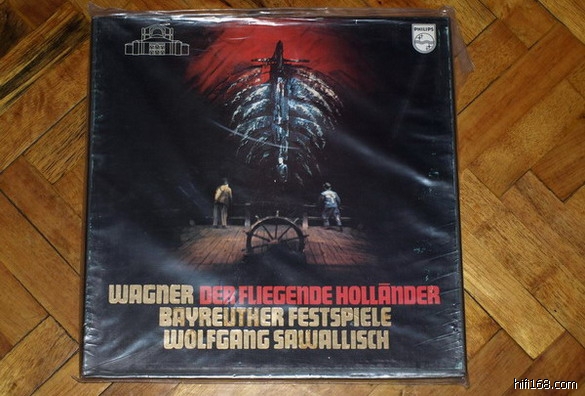 PHILIPS
WAGNER DER FLIEGENDE HOLLÄNDER
BAYREUTHER FESTSPIELE
WOLFGANG SAWALLISCH
hifi168.com